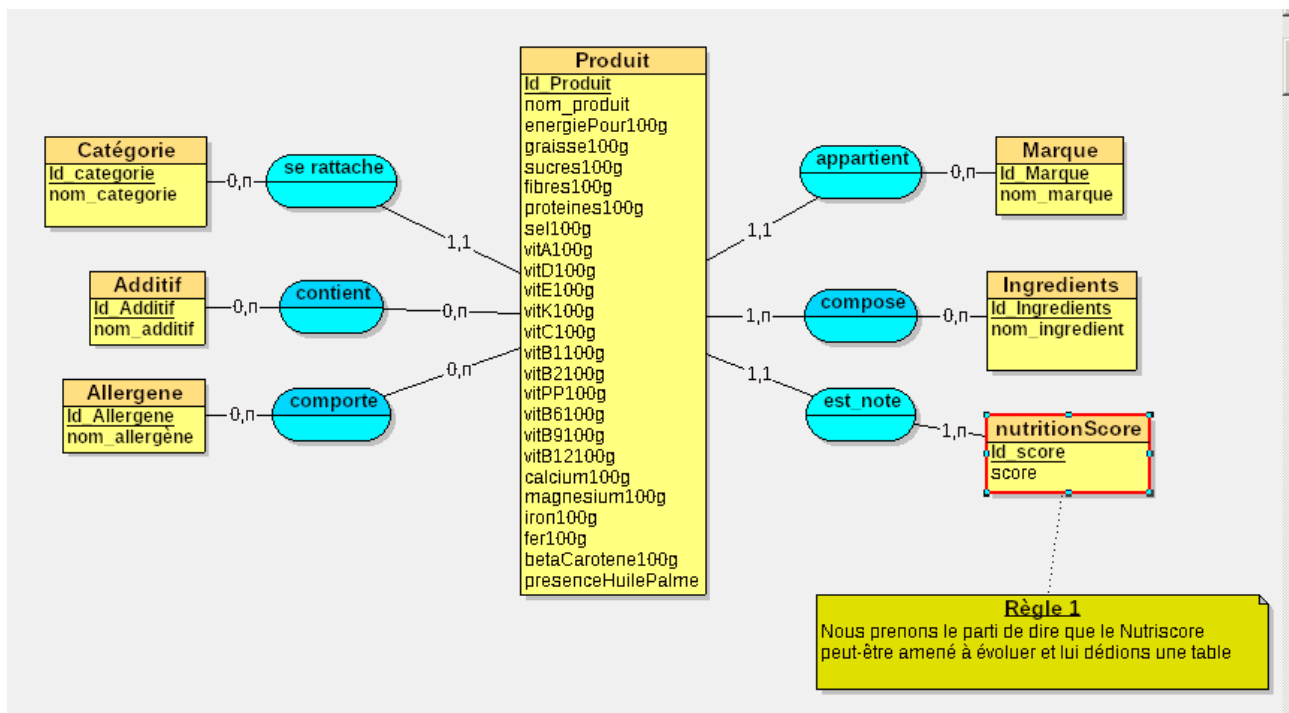 Produit
Id_Produit
nom_produit
energiePour100g
graisse100g
sucres100g
fibres100g
proteines100g
sel100g
vitA100g
vitD100g
vitE100g
vitK100g
vitC100g
vitB1100g
vitB2100g
vitPP100g
vitB6100g
vitB9100g
vitB12100g
calcium100g
magnesium100g
iron100g
fer100g
betaCarotene100g
presenceHuilePalme
Catégorie
Id_categorie
nom_categorie
0,n
se rattache
1,1
Additif
Id_Additif
nom_additif
0,n
contient
0,n
Allergene
Id_Allergene
nom_allergène
0,n
comporte
0,n
appartient
1,1
0,n
Marque
Id_Marque
nom_marque
1,n
compose
0,n
Ingredients
Id_Ingredients
nom_ingredient
1,1
est_note
1,n
nutritionScore
Id_score
score
Règle 1
Nous prenons le parti de dire que le Nutriscore
peut-être amené à évoluer et lui dédions une table